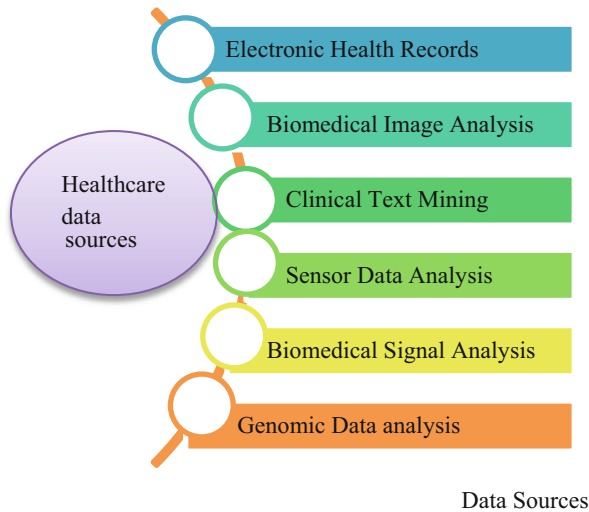 Electronic Health Records
Biomedical Image Analysis
Healthcare
data
sources
Clinical Text Mining
Sensor Data Analysis
Biomedical Signal Analysis
Genomic Data analysis
Data Sources